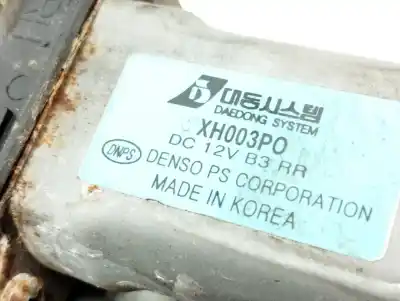 대동시스템
DAEDONG SYSTEM
XH003PO
DC 12V B3 RR
DNPS DENSO PS CORPORATION
MADE IN KOREA